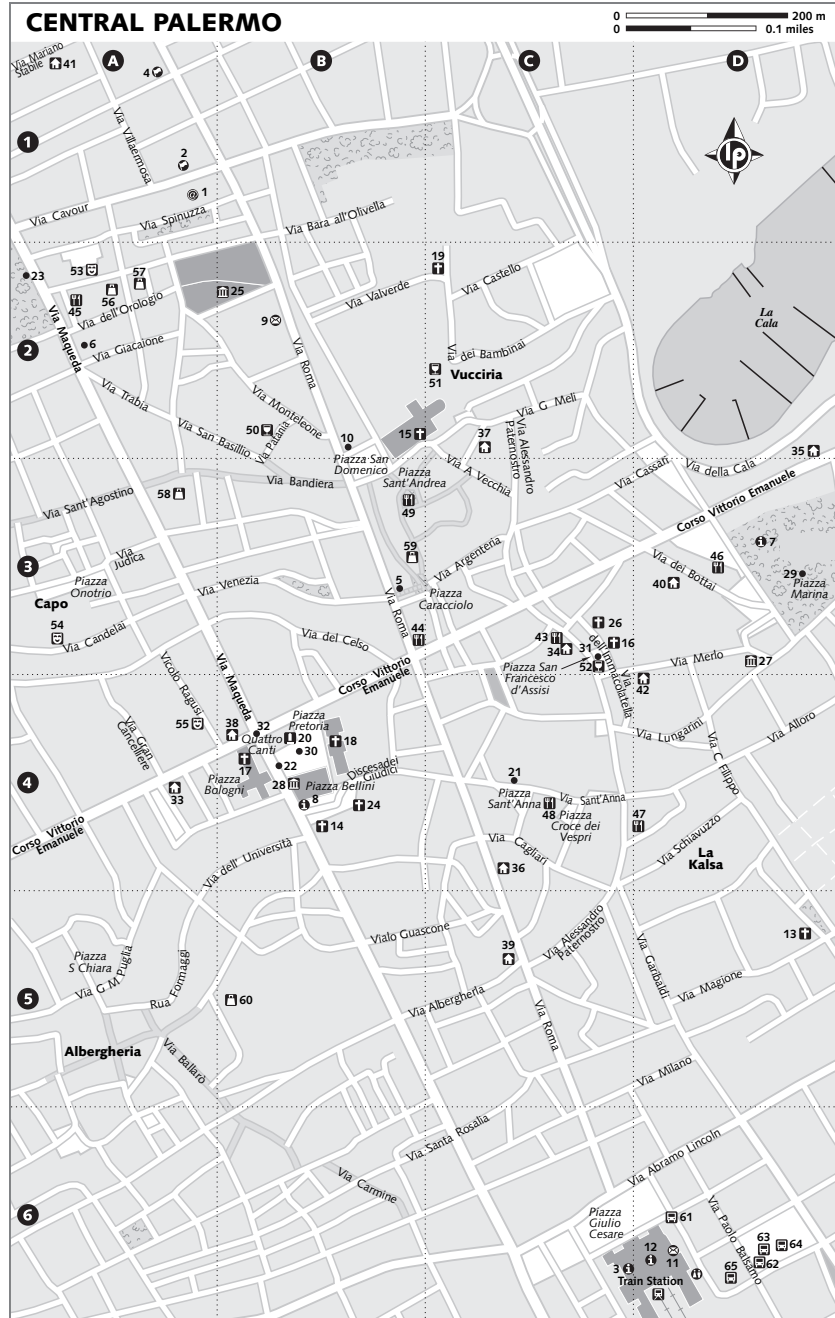 CENTRAL PALERMO
0 200 m
0 0.1 miles
A
B
C
D
Via Mariano
Stabile
41
4
Via Villaermosa
1
2
1
Via Cavour
Via Spinuzza
Via Bara all'Olivella
23
53
57
45
56
25
19
Via Castello
Via Valverde
Via dell'Orologio
9
La
Cala
6
2
Via Maqueda
Via Giacaione
Via Roma
Via dei Bambinai
51
Vucciria
Via Trabia
Via Monteleone
Via G Meli
50
Via Patania
Via San Basillio
10
15
37
Via Alessandro
Paternostro
Piazza San
Domenico
35
Via Sant'Agostino
58
Via Bandiera
Piazza
Sant'Andrea
Via A Vecchia
Via Cassari
Via della Cala
49
Corso Vittorio Emanuele
7
3
Via
Judica
59
Via Argenteria
Via dei Bottai
46
Piazza
Onotrio
Via Venezia
5
40
29
Piazza
Marina
Capo
Piazza
Caracciolo
54
Via Candelai
Via del Celso
Via Roma
44
43
26
34
31
16
Via
dell'Immacolatella
Piazza San
Francesco
d'Assisi
52
Via Merlo
27
42
Vicolo Ragusi
Via Maqueda
Corso Vittorio
Emanuele
Via Gran
Cancelliere
55
38
32
Piazza
Pretoria
20
Quattro
Canti
30
18
Via Lungarini
Via Alloro
Via C Filippo
4
17
22
Discesadei
Giudici
21
Piazza
Bologni
28
Piazza Bellini
Piazza
Sant'Anna
Via Sant'Anna
33
8
24
48
Piazza
Croce dei
Vespri
47
14
Corso Vittorio
Emanuele
Via dell' Università
Via Cagliari
Via Schiavuzzo
La
Kalsa
36
Vialo Guascone
Via Alessandro
Paternostro
13
39
Via Garibaldi
Piazza
S Chiara
Via G M Puglia
Rua Formaggi
5
60
Via Albergheria
Via Magione
Via Roma
Albergheria
Via Ballarò
Via Milano
Via Santa Rosalia
Via Abramo Lincoln
Via Carmine
6
Piazza
Giulio
Cesare
61
Via Paolo Balsamo
12
63
64
3
11
62
65
Train Station